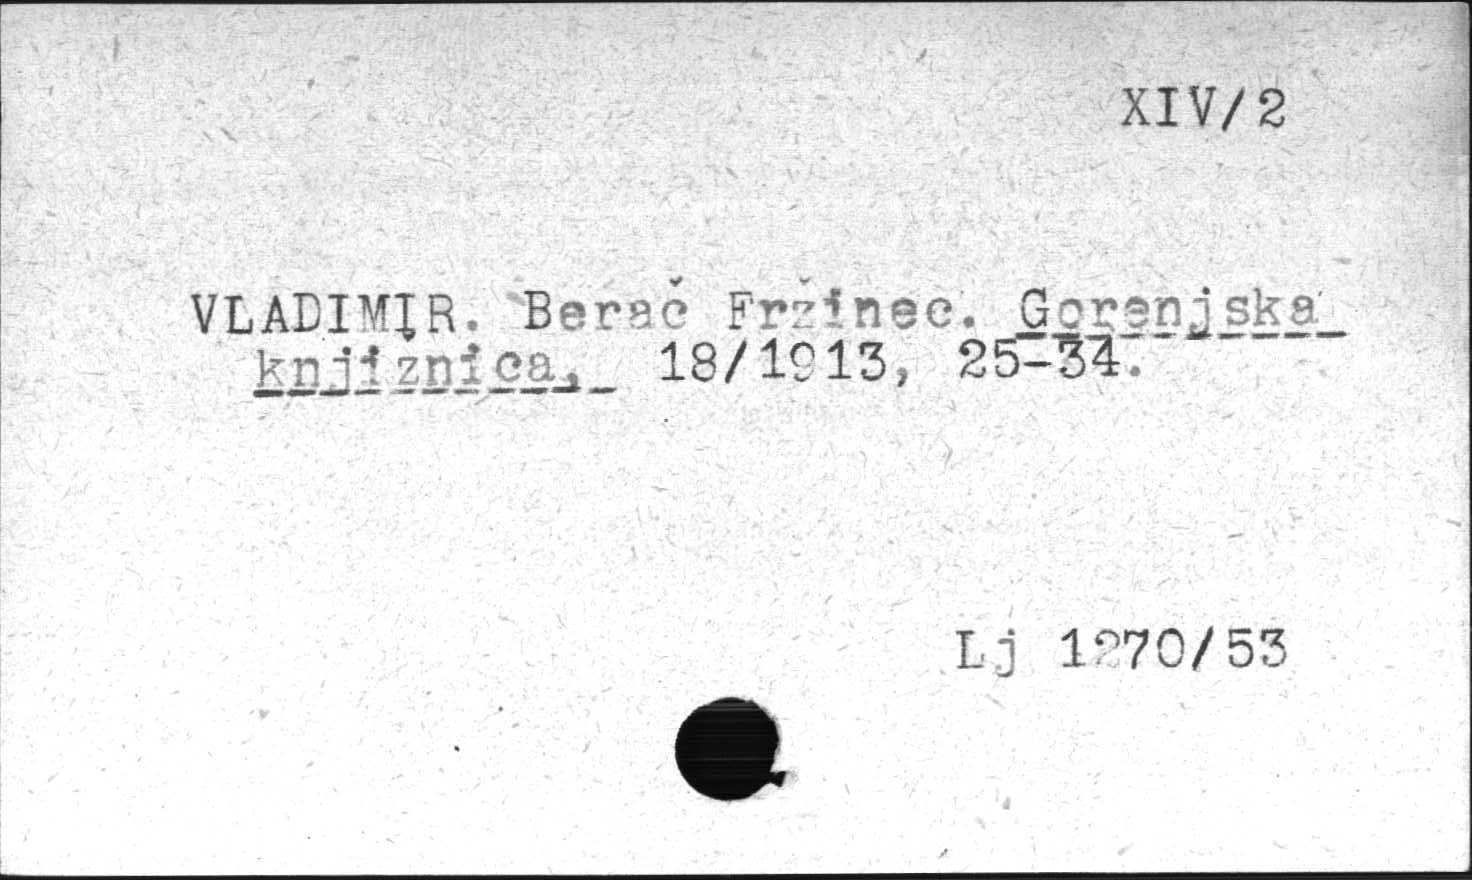 XIV/2
VLADIMIR. Berač Fržinec. Gorenjska
knjižnica, 18/1913, 25-34.
Lj 1270/53